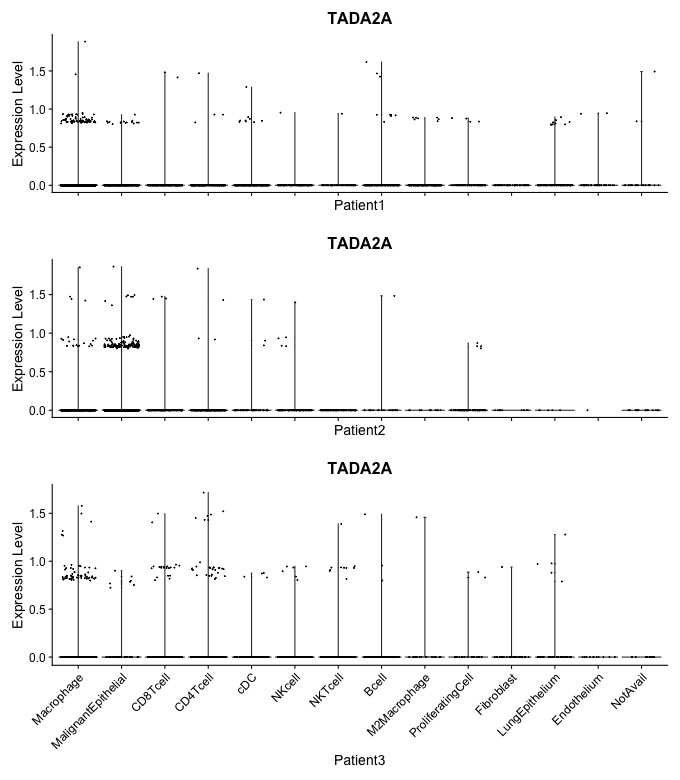 TADA2A
Expression Level
1.5
1.0
0.5
0.0
Patient1
TADA2A
Expression Level
1.5
1.0
0.5
0.0
Patient2
TADA2A
Expression Level
1.5
1.0
0.5
0.0
Macrophage
MalignantEpithelial
CD8Tcell
CD4Tcell
cDC
NKcell
NKTcell
Bcell
M2Macrophage
ProliferatingCell
Fibroblast
LungEpithelium
Endothelium
NotAvail
Patient3